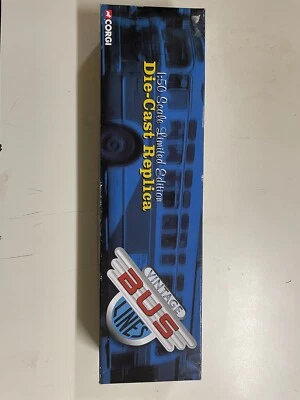 CORGI
1:50 Scale Limited Edition
Die-Cast Replica
VINTAGE
BUS
LINES